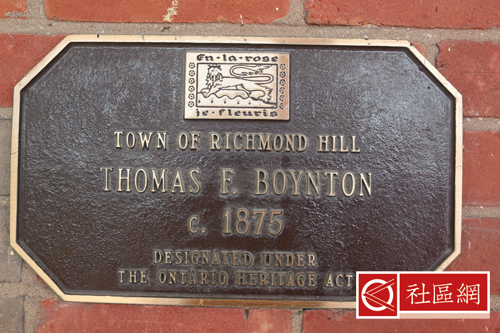 En·la·rose
je·fleuris
TOWN OF RICHMOND HILL
THOMAS F. BOYNTON
c. 1875
DESIGNATED UNDER
THE ONTARIO HERITAGE ACT
社區網